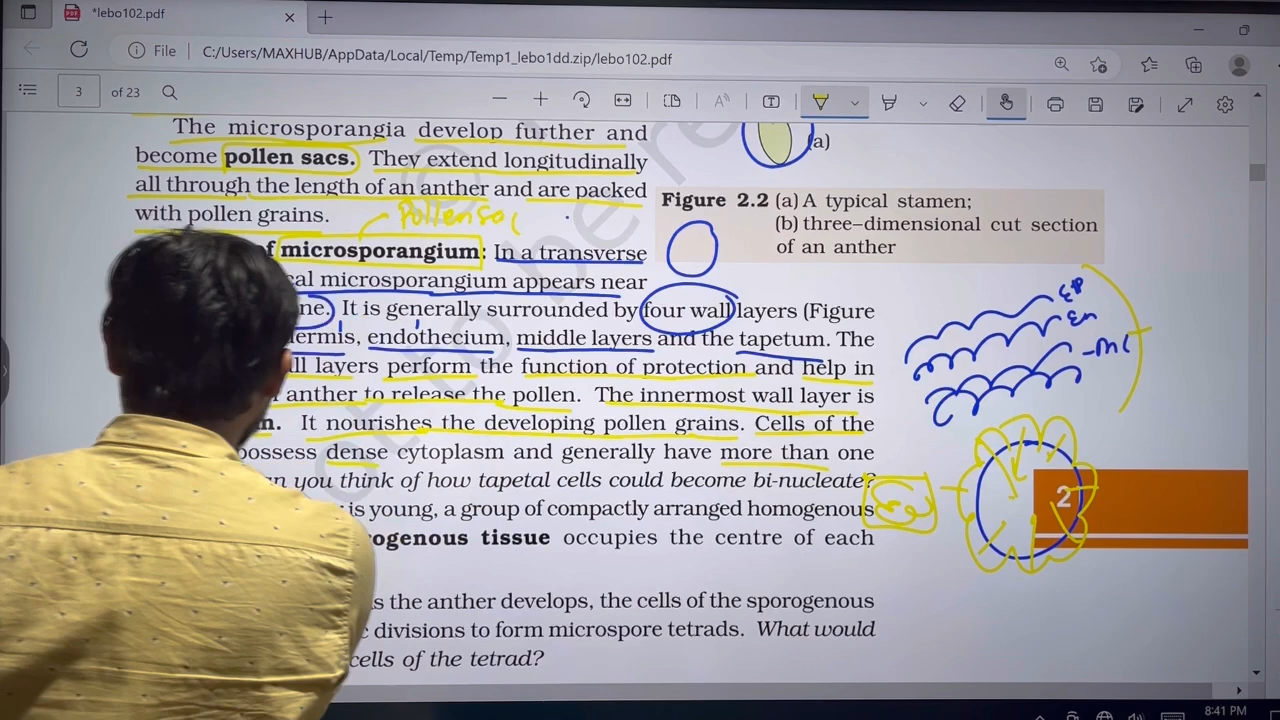 *lebo102.pdf
File C:/Users/MAXHUB/AppData/Local/Temp/Temp1_lebo1dd.zip/lebo102.pdf
3 of 23
The microsporangia develop further and
become pollen sacs. They extend longitudinally
all through the length of an anther and are packed
with pollen grains.
Pollensac
f microsporangium: In a transverse
cal microsporangium appears near
ne. It is generally surrounded by four wall layers (Figure
dermis, endothecium, middle layers and the tapetum. The
ll layers perform the function of protection and help in
anther to release the pollen. The innermost wall layer is
m. It nourishes the developing pollen grains. Cells of the
possess dense cytoplasm and generally have more than one
n you think of how tapetal cells could become bi-nucleate?
is young, a group of compactly arranged homogenous
rogenous tissue occupies the centre of each
s the anther develops, the cells of the sporogenous
c divisions to form microspore tetrads. What would
cells of the tetrad?
(a)
Figure 2.2 (a) A typical stamen;
(b) three–dimensional cut section
of an anther
Ep
En
-ML
2
8:41 PM